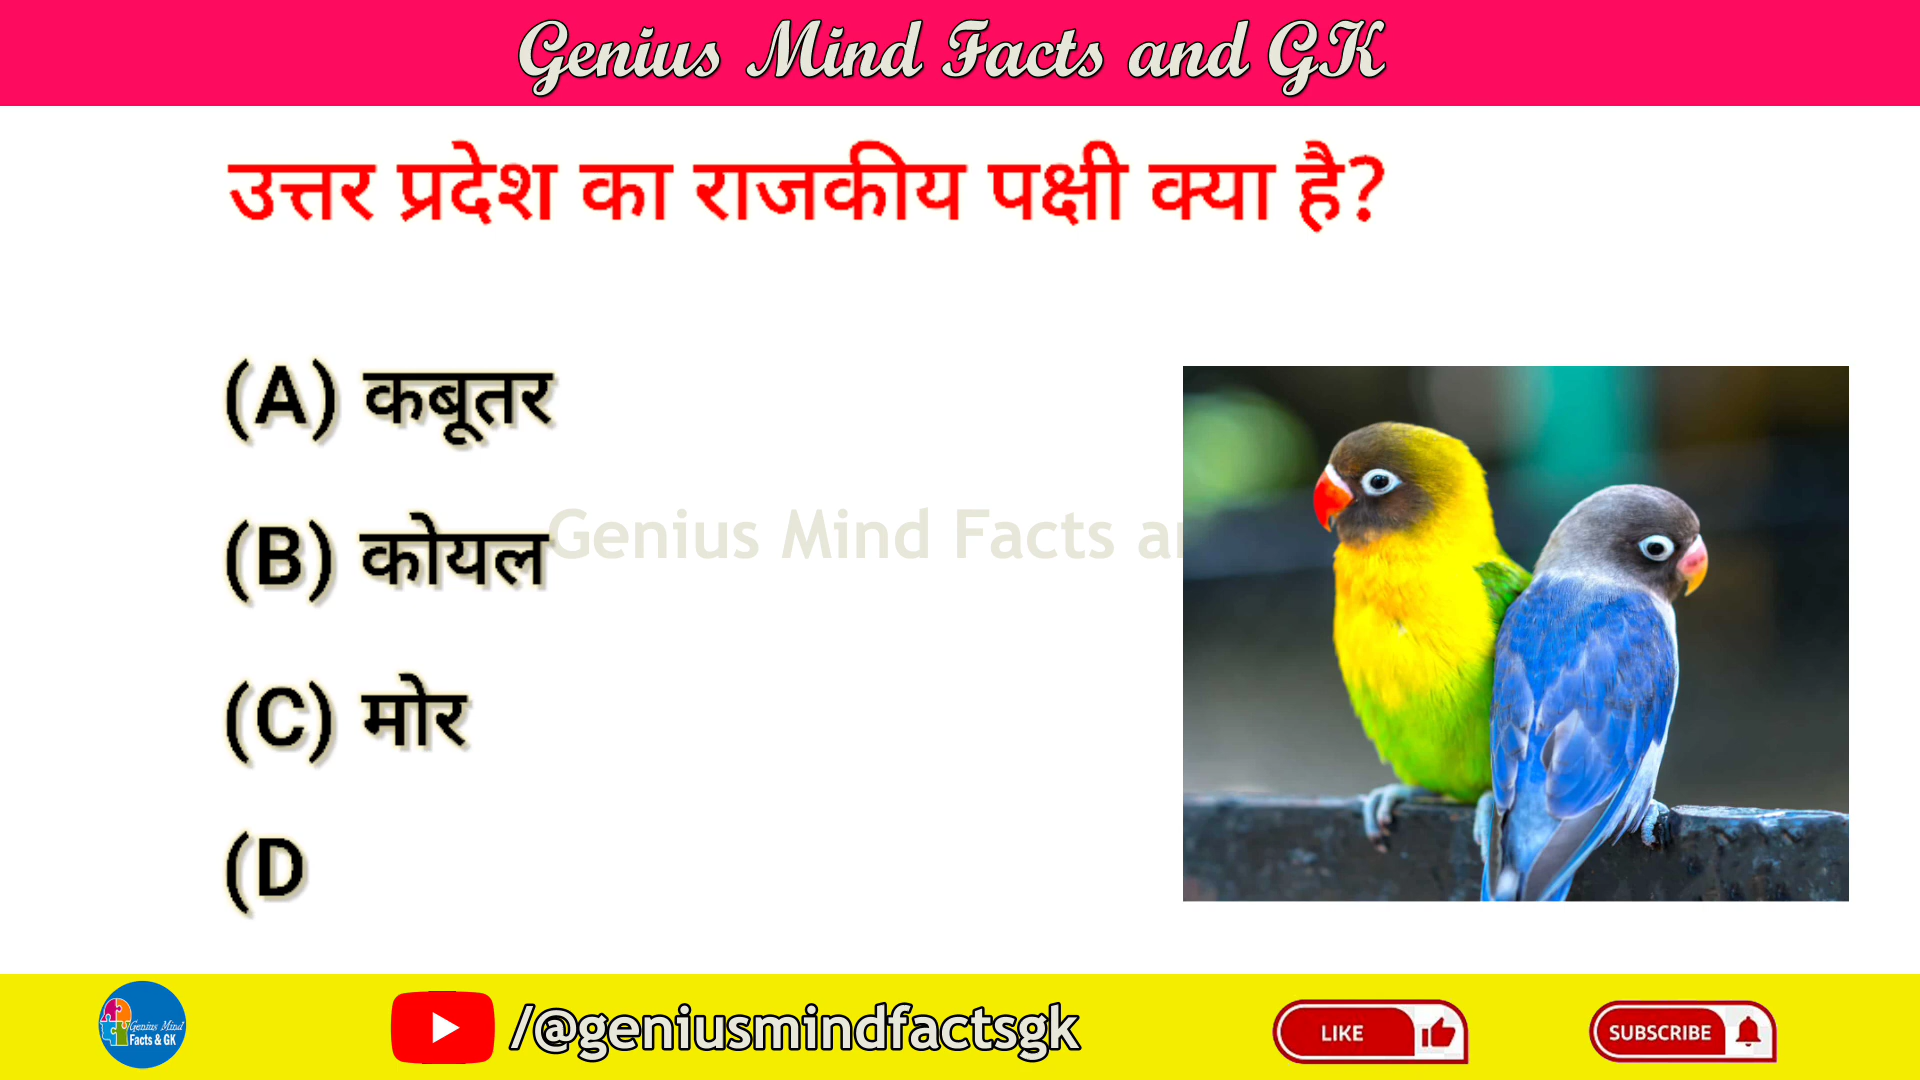 Genius Mind Facts and GK
उत्तर प्रदेश का राजकीय पक्षी क्या है?
(A) कबूतर
(B) कोयल
Genius Mind Facts a
(C) मोर
(D
Genius Mind
Facts & GK
/@geniusmindfactsgk
LIKE
SUBSCRIBE